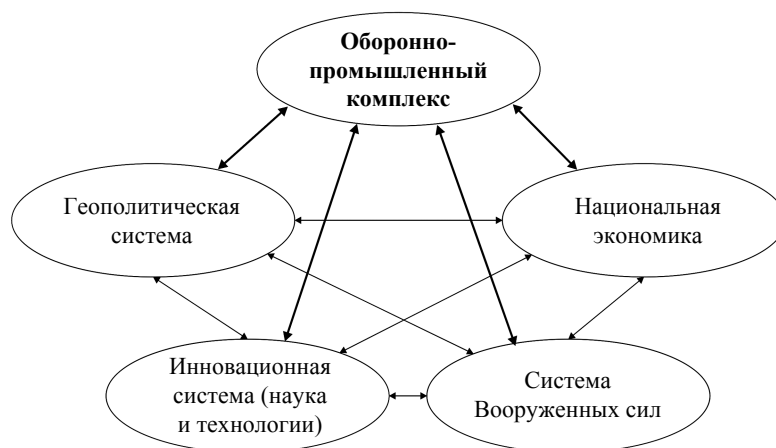 Оборонно-
промышленный
комплекс
Геополитическая
система
Национальная
экономика
Инновационная
система (наука
и технологии)
Система
Вооруженных сил